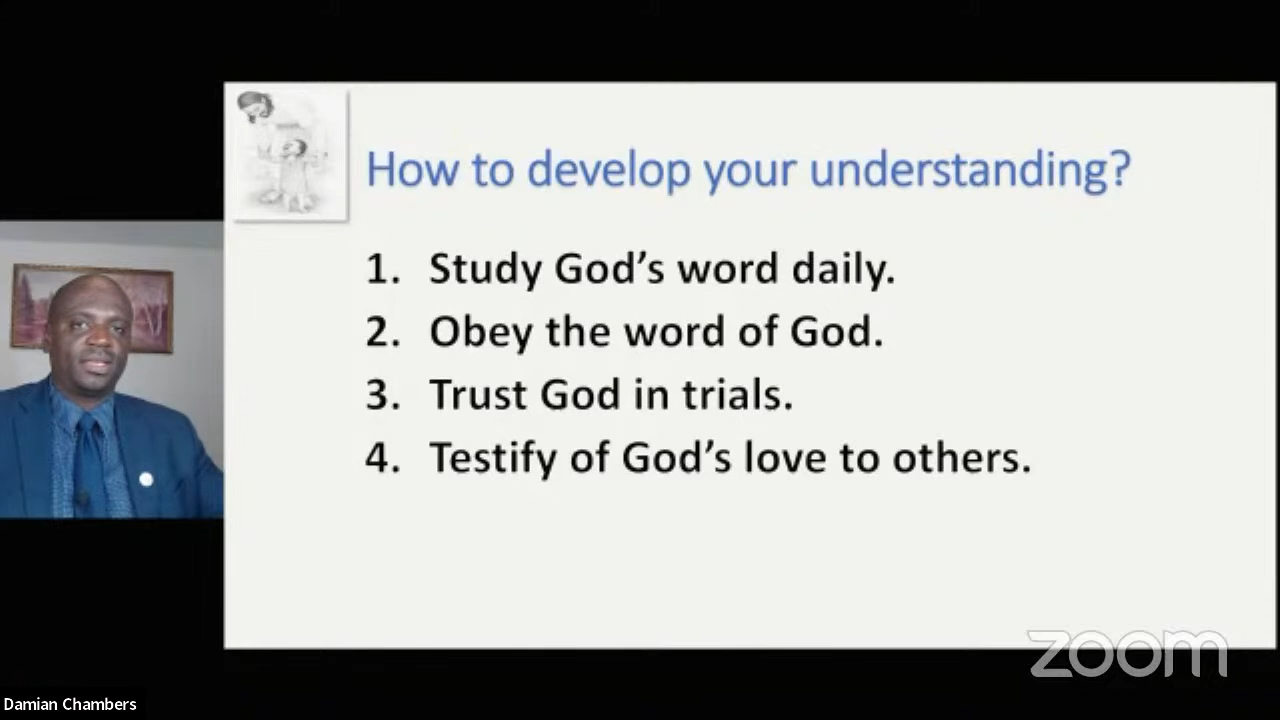 How to develop your understanding?
1. Study God's word daily.
2. Obey the word of God.
3. Trust God in trials.
4. Testify of God's love to others.
zoom
Damian Chambers